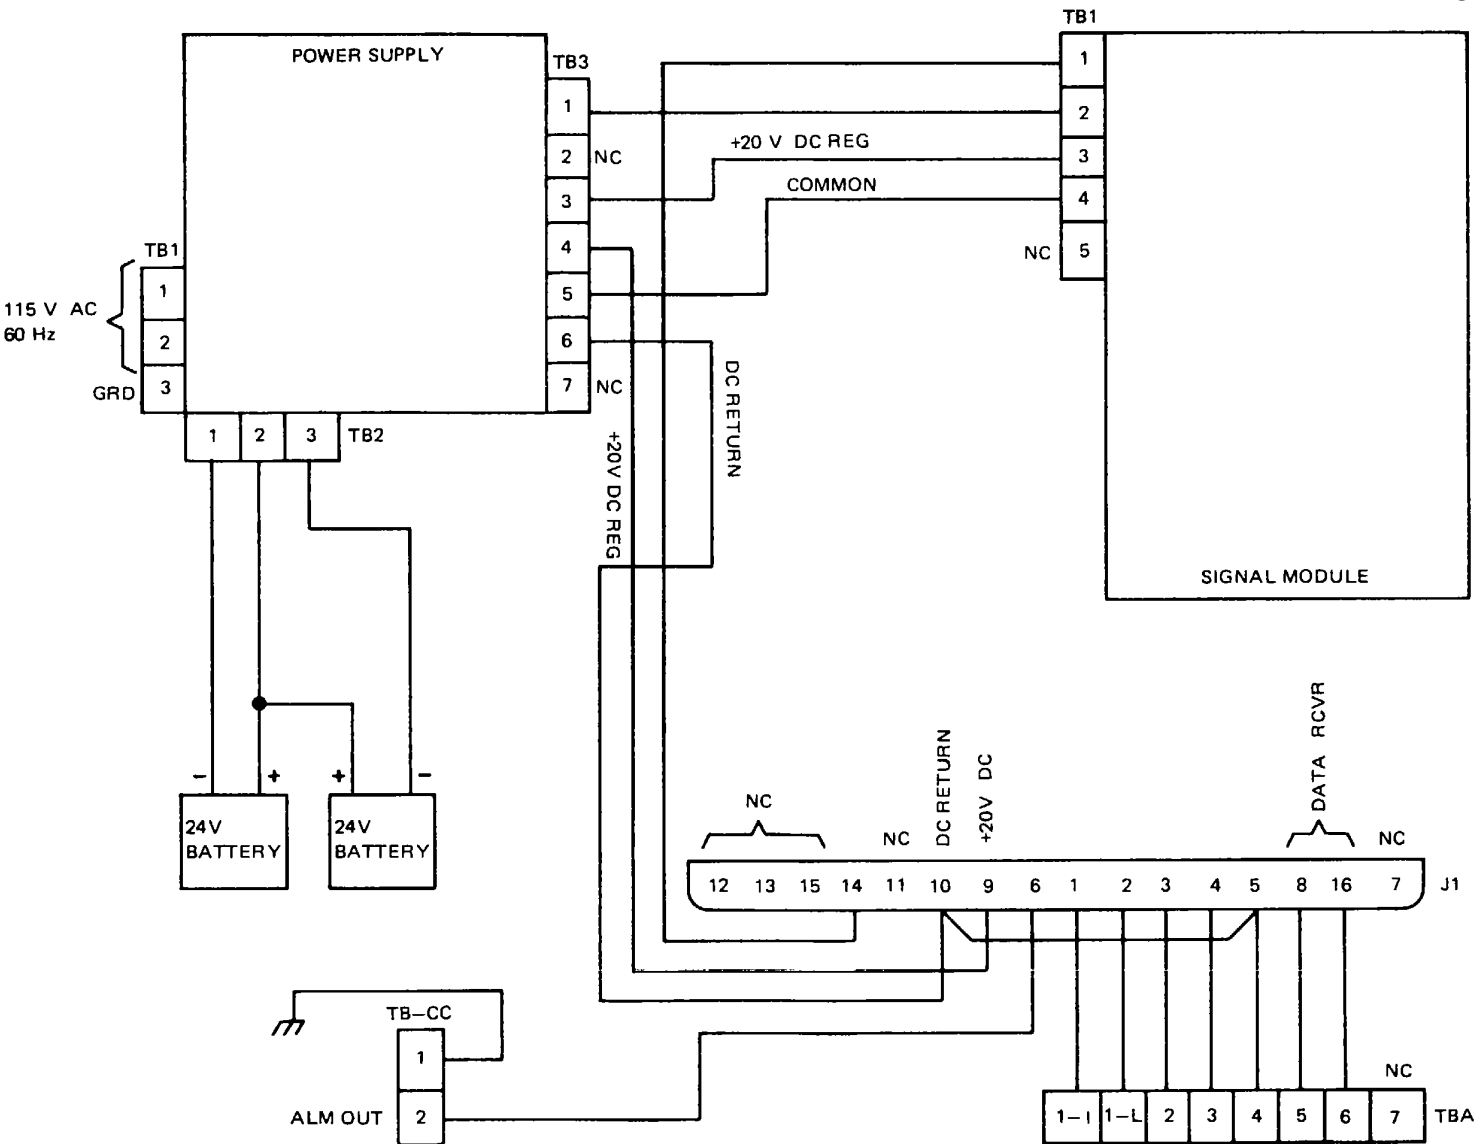 TB1
POWER SUPPLY
TB3
1
2 NC
3
4
5
6
7 NC
1
2
3
4
NC 5
+20 V DC REG
COMMON
SIGNAL MODULE
TB1
115 V AC
60 Hz
1
2
GRD 3
1 2 3 TB2
DC RETURN
+20V DC REG
- + + -
24V
BATTERY
24V
BATTERY
NC
NC
DC RETURN
+20V DC
DATA RCVR
NC
12 13 15 14 11 10 9 6 1 2 3 4 5 8 16 7 J1
TB–CC
1
ALM OUT 2
NC
1–I 1–L 2 3 4 5 6 7 TBA